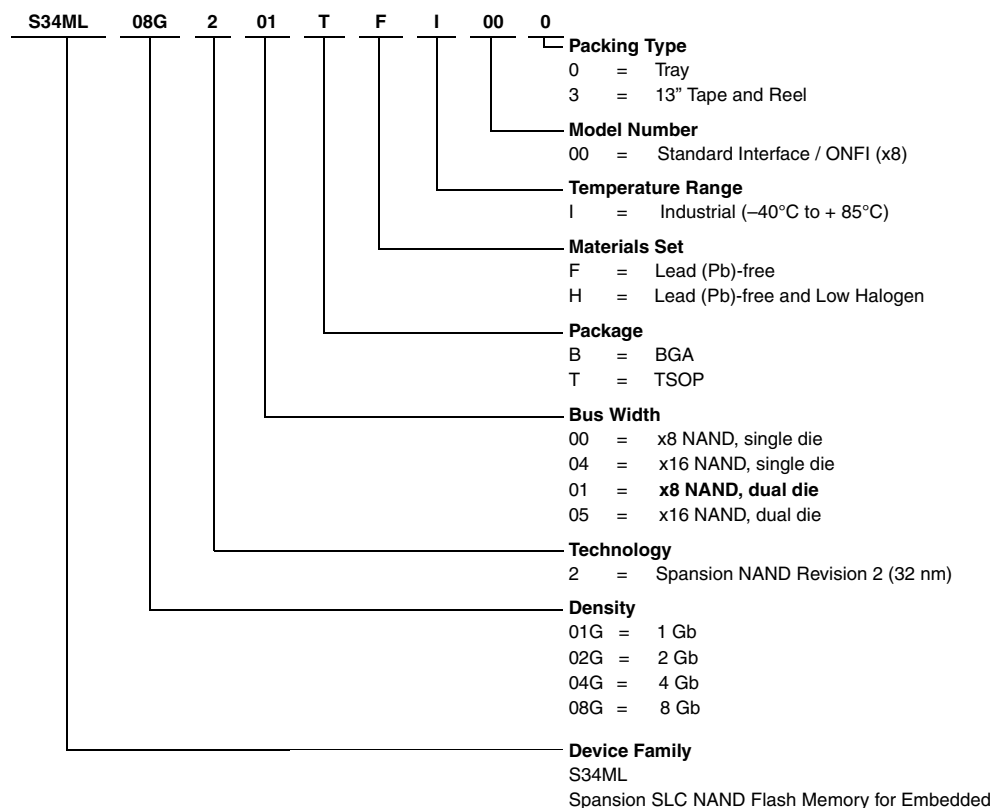 S34ML 08G 2 01 T F I 00 0
Packing Type
0 = Tray
3 = 13” Tape and Reel
Model Number
00 = Standard Interface / ONFI (x8)
Temperature Range
I = Industrial (–40°C to + 85°C)
Materials Set
F = Lead (Pb)-free
H = Lead (Pb)-free and Low Halogen
Package
B = BGA
T = TSOP
Bus Width
00 = x8 NAND, single die
04 = x16 NAND, single die
01 = x8 NAND, dual die
05 = x16 NAND, dual die
Technology
2 = Spansion NAND Revision 2 (32 nm)
Density
01G = 1 Gb
02G = 2 Gb
04G = 4 Gb
08G = 8 Gb
Device Family
S34ML
Spansion SLC NAND Flash Memory for Embedded